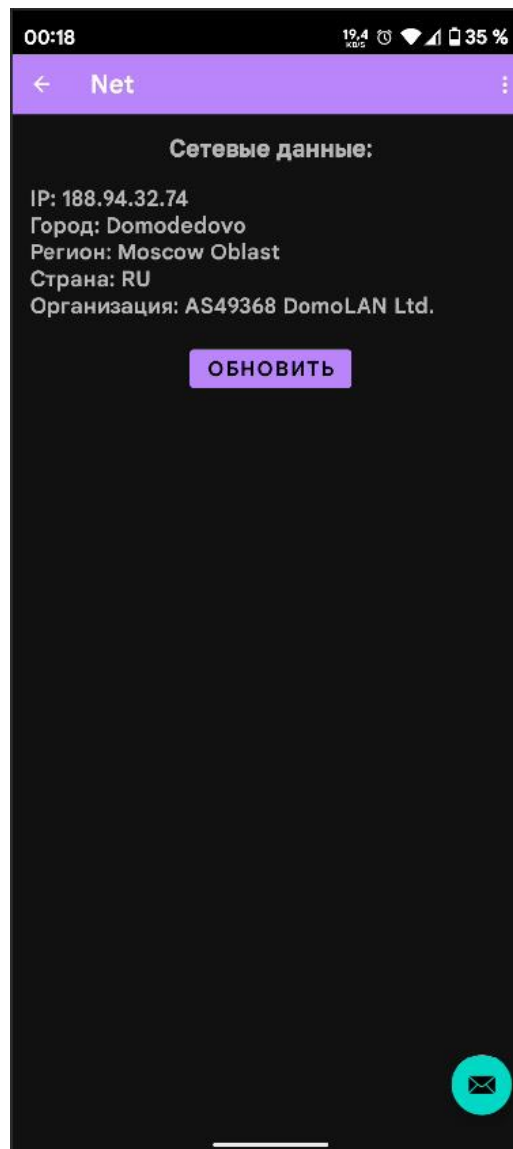 00:18
19,4
KB/S
35 %
Net
Сетевые данные:
IP: 188.94.32.74
Город: Domodedovo
Регион: Moscow Oblast
Страна: RU
Организация: AS49368 DomoLAN Ltd.
ОБНОВИТЬ